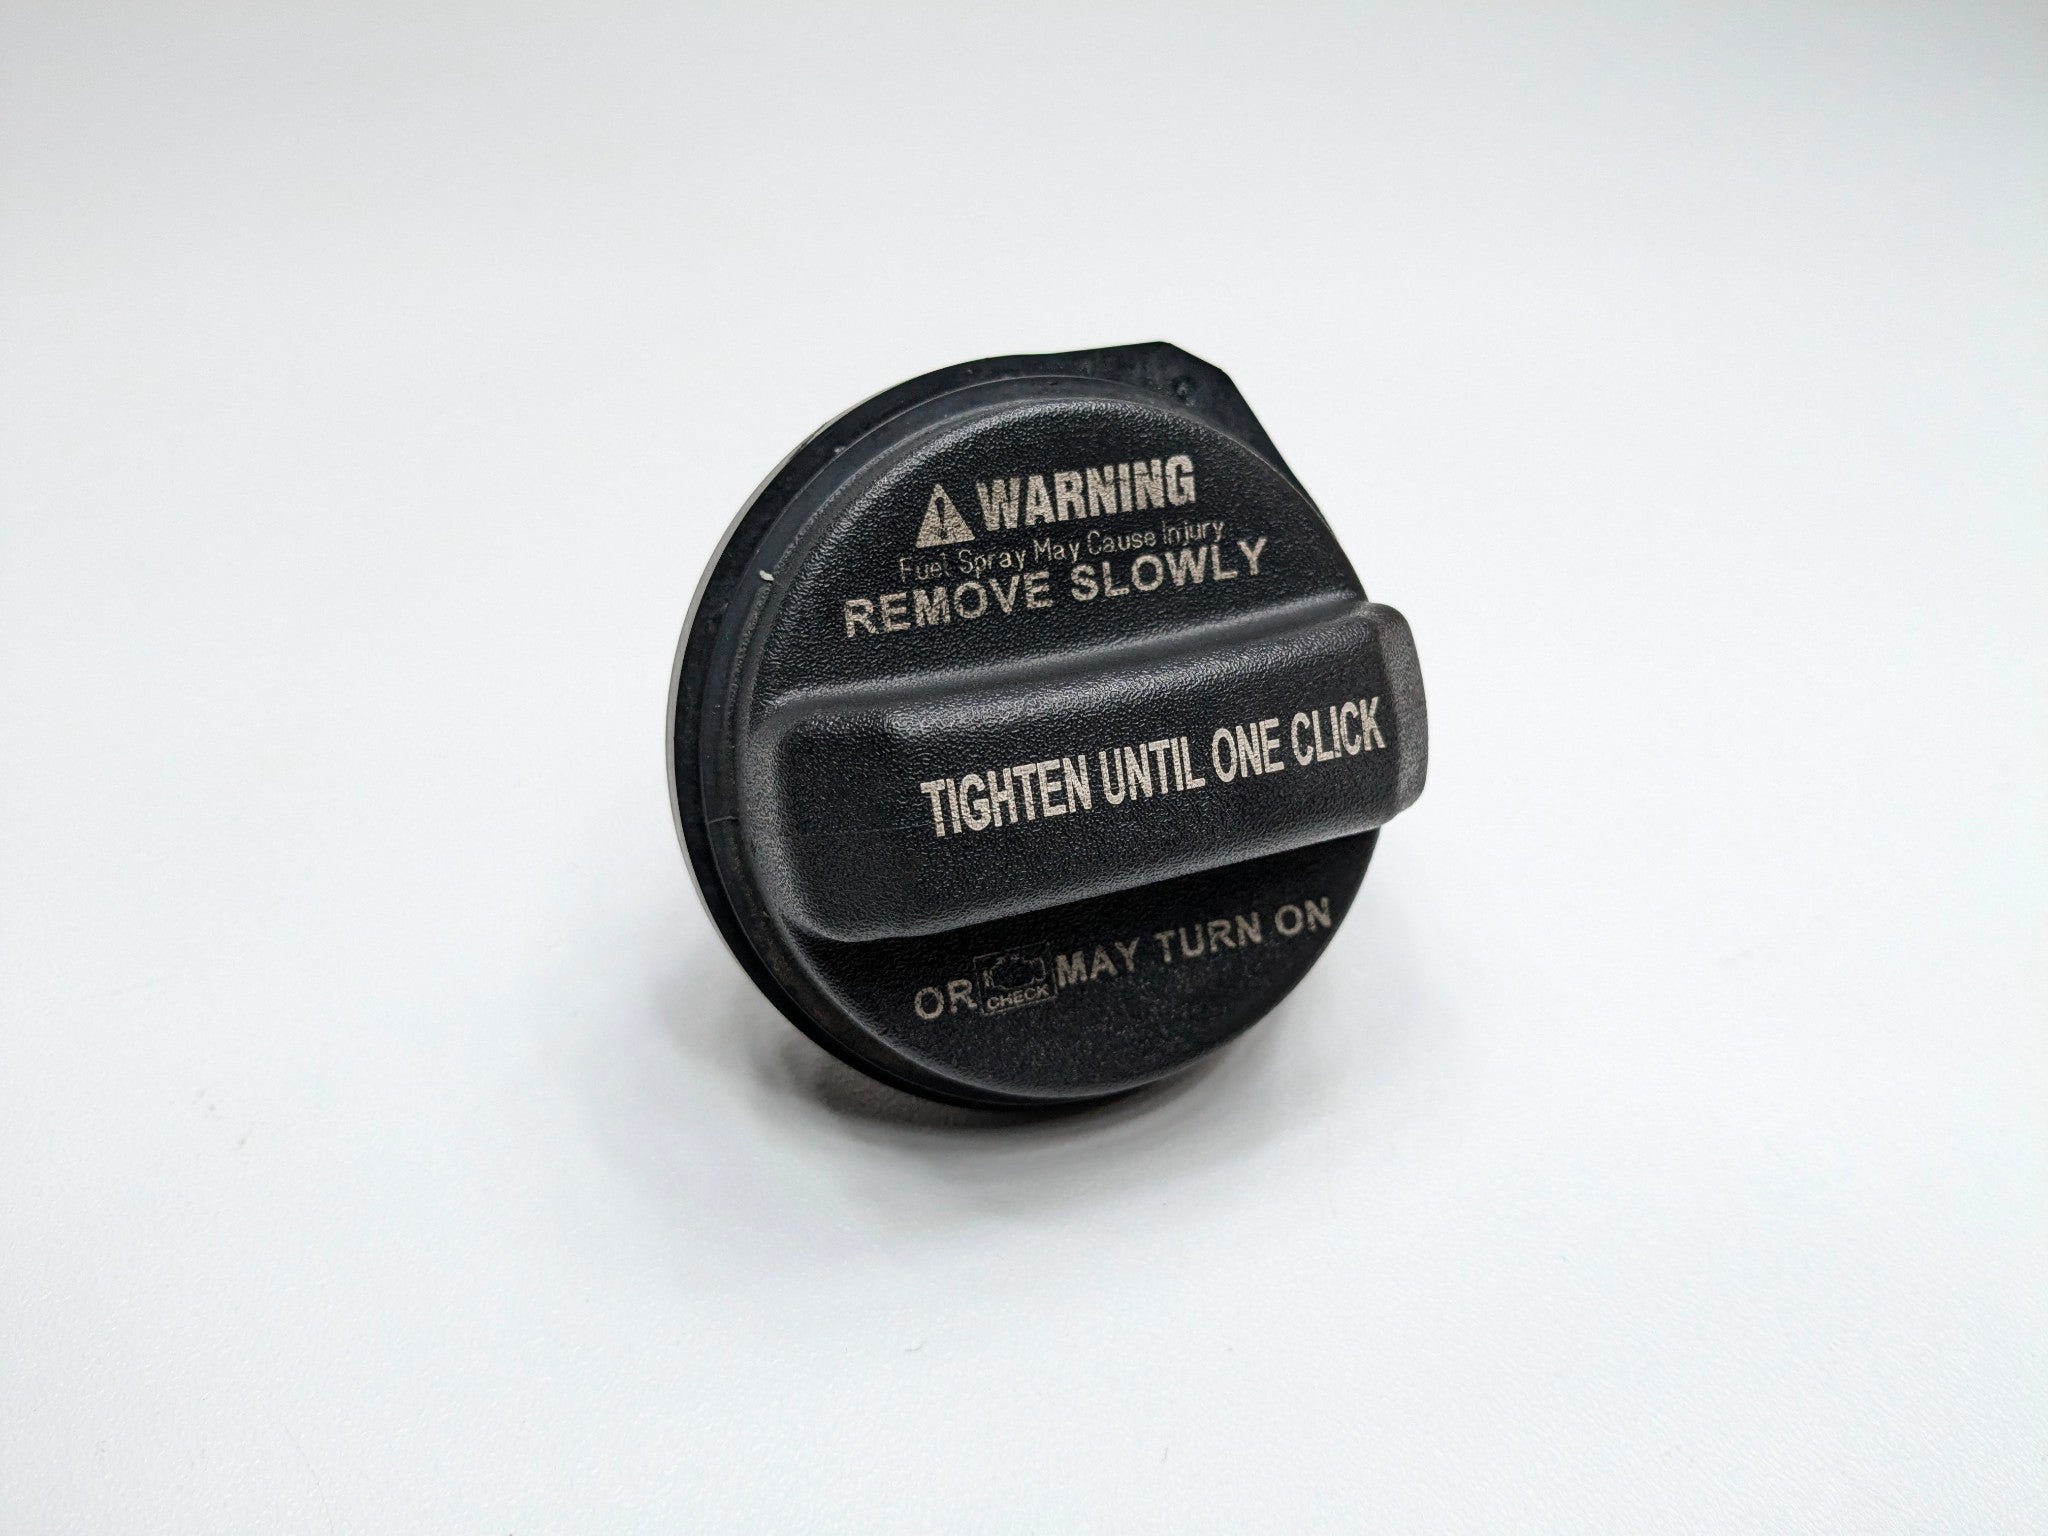 WARNING
Fuel Spray May Cause Injury
REMOVE SLOWLY
TIGHTEN UNTIL ONE CLICK
OR CHECK MAY TURN ON